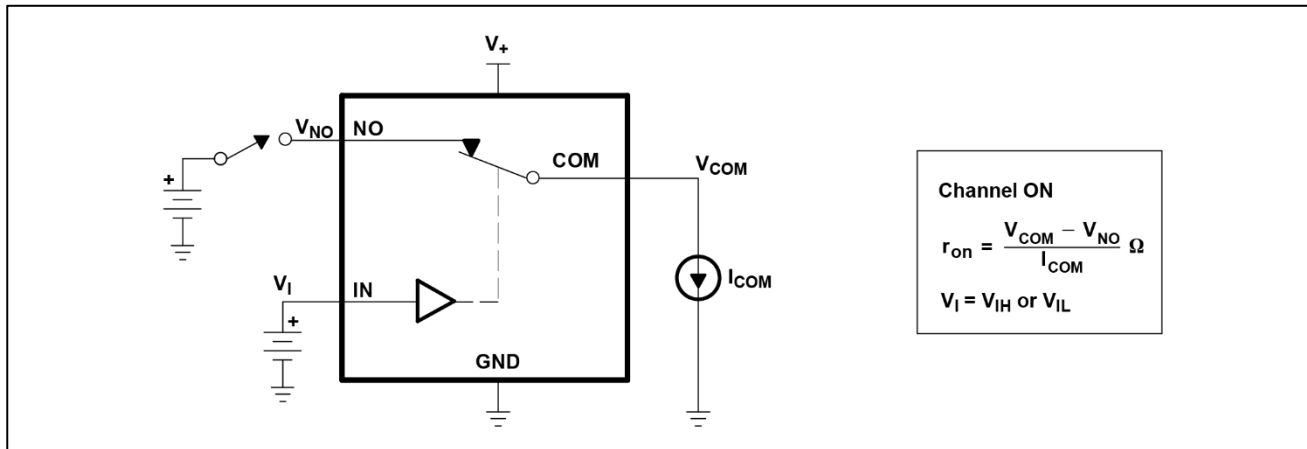 V+
VNO NO
COM
VCOM
+
VI
IN
+
ICOM
GND
Channel ON
ron = VCOM − VNO / ICOM Ω
VI = VIH or VIL